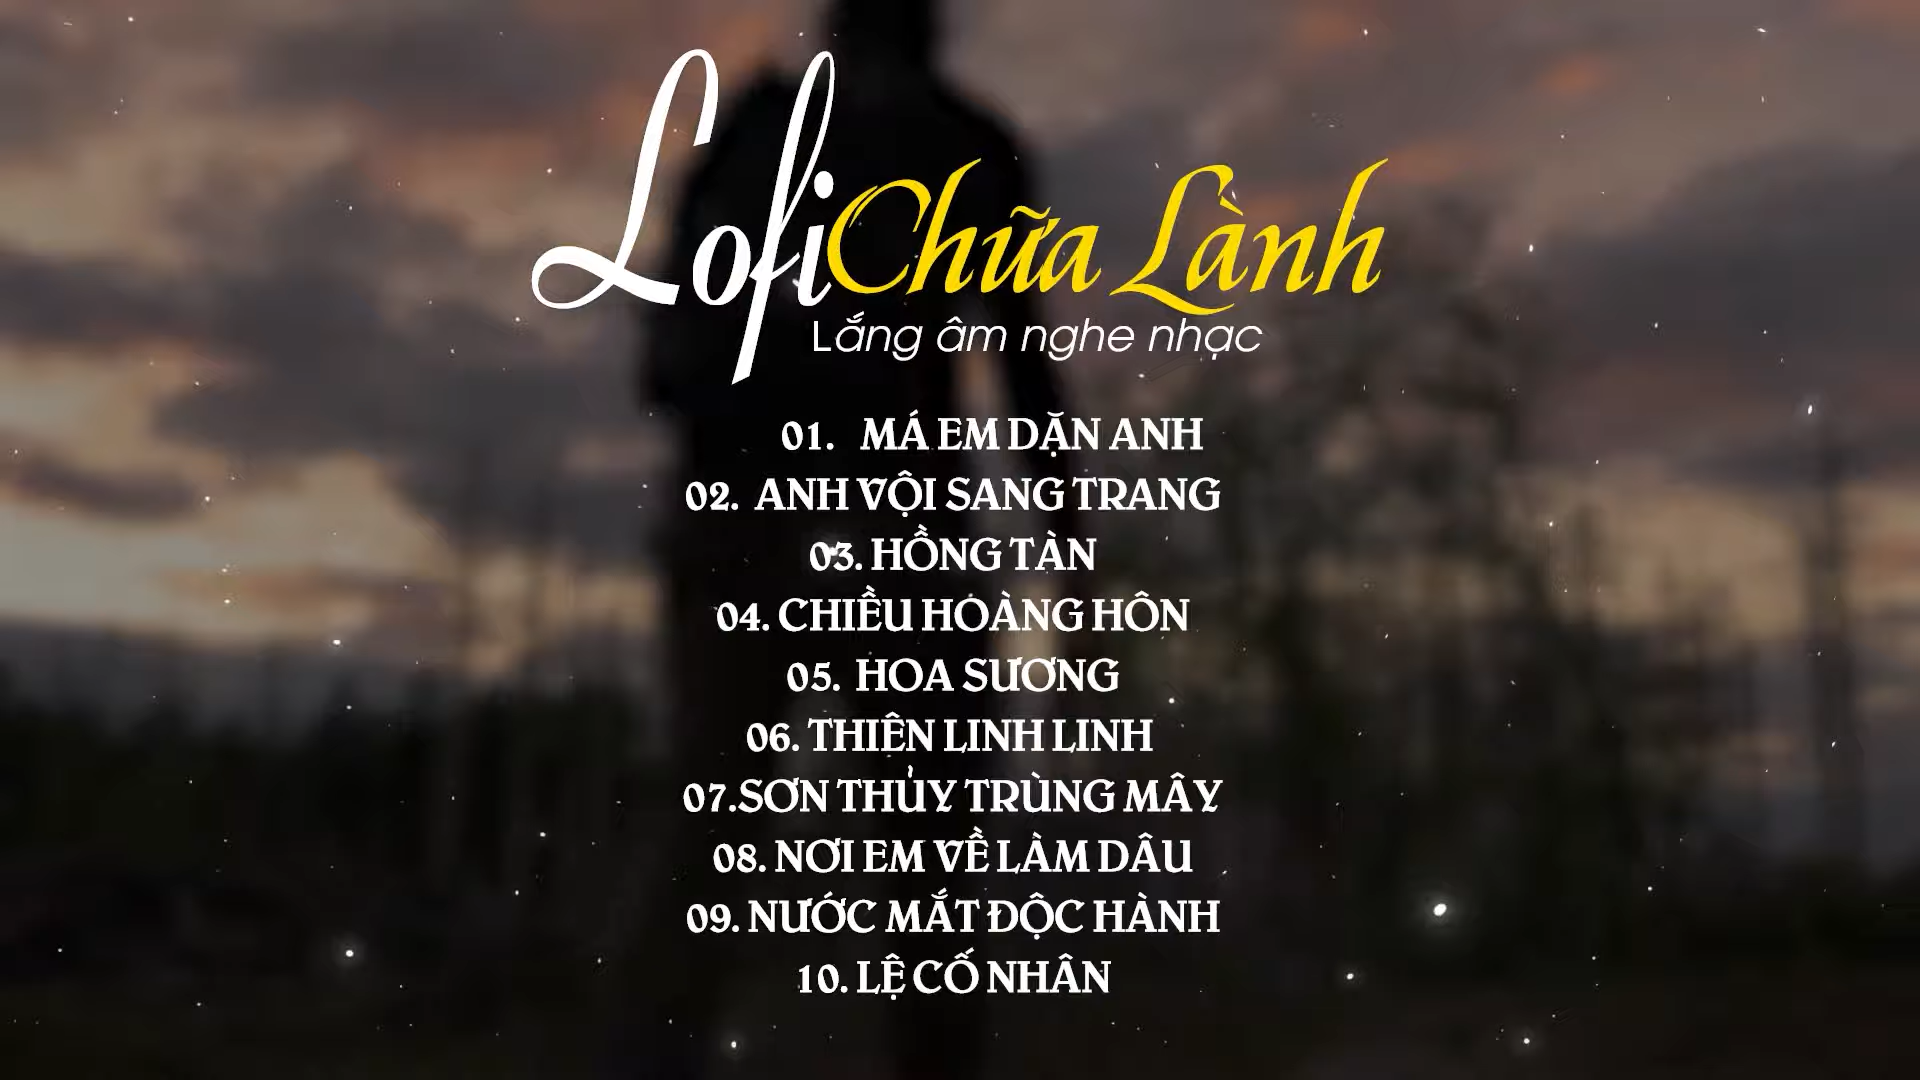 Lofi Chữa Lành
Lắng âm nghe nhạc
01. MÁ EM DẶN ANH
02. ANH VỘI SANG TRANG
03. HỒNG TÀN
04. CHIỀU HOÀNG HÔN
05. HOA SƯƠNG
06. THIÊN LINH LINH
07.SƠN THỦY TRÙNG MÂY
08. NƠI EM VỀ LÀM DÂU
09. NƯỚC MẮT ĐỘC HÀNH
10. LỆ CỐ NHÂN